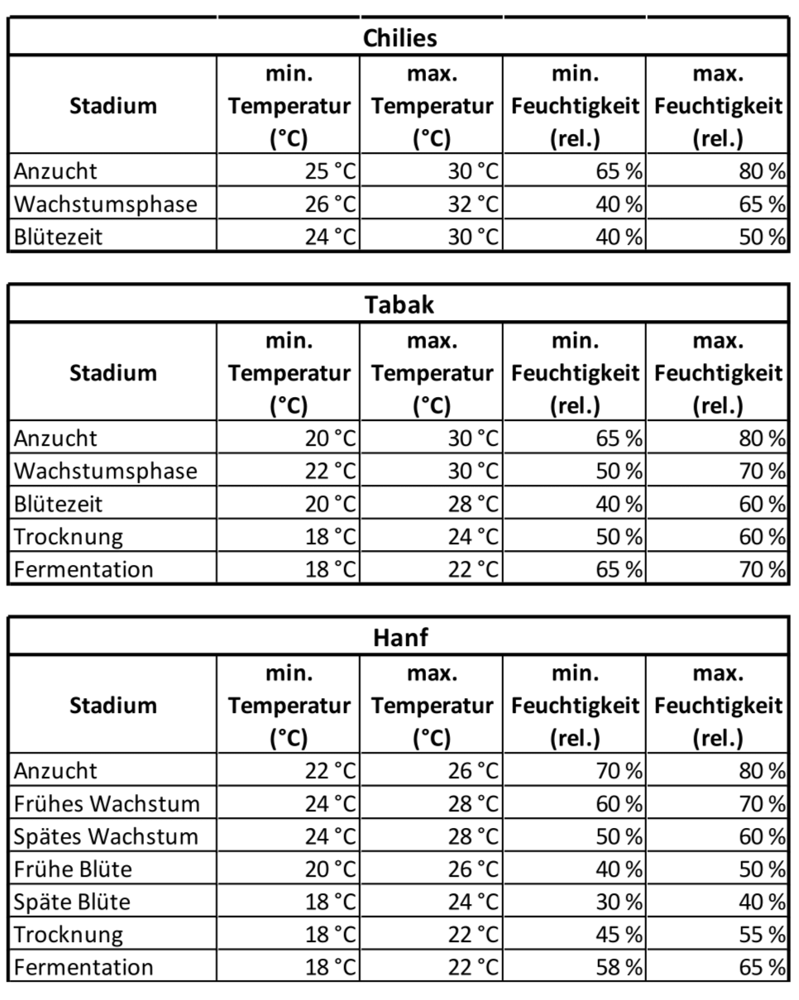 Chilies
Stadium min. Temperatur (°C) max. Temperatur (°C) min. Feuchtigkeit (rel.) max. Feuchtigkeit (rel.)
Anzucht 25 °C 30 °C 65 % 80 %
Wachstumsphase 26 °C 32 °C 40 % 65 %
Blütezeit 24 °C 30 °C 40 % 50 %
Tabak
Stadium min. Temperatur (°C) max. Temperatur (°C) min. Feuchtigkeit (rel.) max. Feuchtigkeit (rel.)
Anzucht 20 °C 30 °C 65 % 80 %
Wachstumsphase 22 °C 30 °C 50 % 70 %
Blütezeit 20 °C 28 °C 40 % 60 %
Trocknung 18 °C 24 °C 50 % 60 %
Fermentation 18 °C 22 °C 65 % 70 %
Hanf
Stadium min. Temperatur (°C) max. Temperatur (°C) min. Feuchtigkeit (rel.) max. Feuchtigkeit (rel.)
Anzucht 22 °C 26 °C 70 % 80 %
Frühes Wachstum 24 °C 28 °C 60 % 70 %
Spätes Wachstum 24 °C 28 °C 50 % 60 %
Frühe Blüte 20 °C 26 °C 40 % 50 %
Späte Blüte 18 °C 24 °C 30 % 40 %
Trocknung 18 °C 22 °C 45 % 55 %
Fermentation 18 °C 22 °C 58 % 65 %